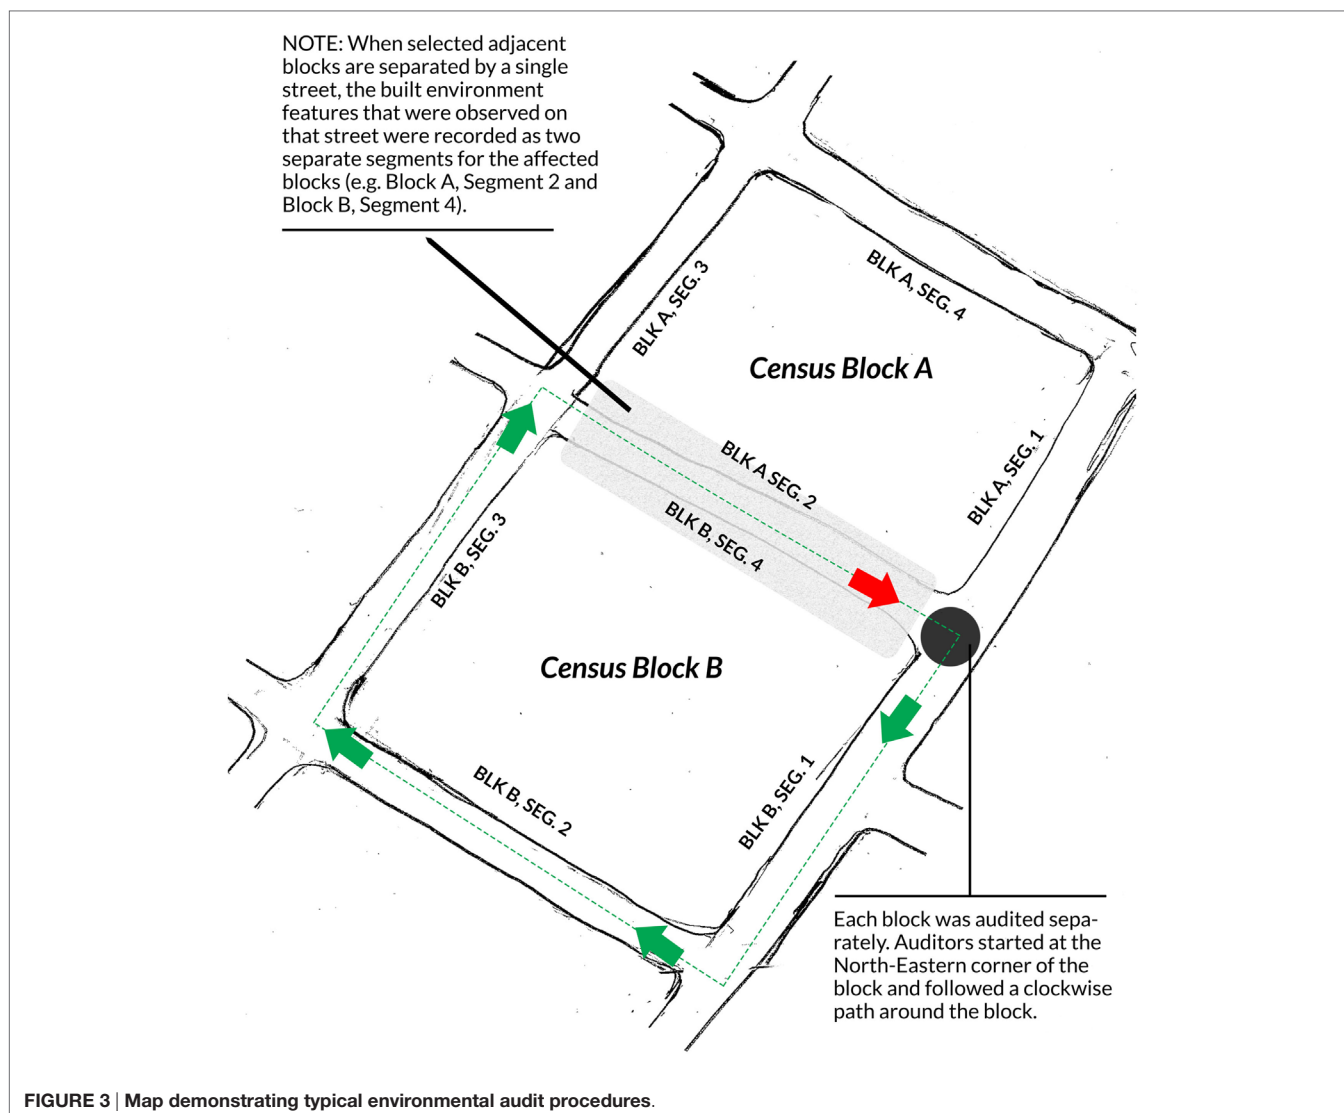 NOTE: When selected adjacent
blocks are separated by a single
street, the built environment
features that were observed on
that street were recorded as two
separate segments for the affected
blocks (e.g. Block A, Segment 2 and
Block B, Segment 4).
BLK A, SEG. 3
BLK A, SEG. 4
Census Block A
BLK A, SEG. 1
BLK A SEG. 2
BLK B, SEG. 4
BLK B, SEG. 3
Census Block B
BLK B, SEG. 2
BLK B, SEG. 1
Each block was audited sepa-
rately. Auditors started at the
North-Eastern corner of the
block and followed a clockwise
path around the block.
FIGURE 3 | Map demonstrating typical environmental audit procedures.